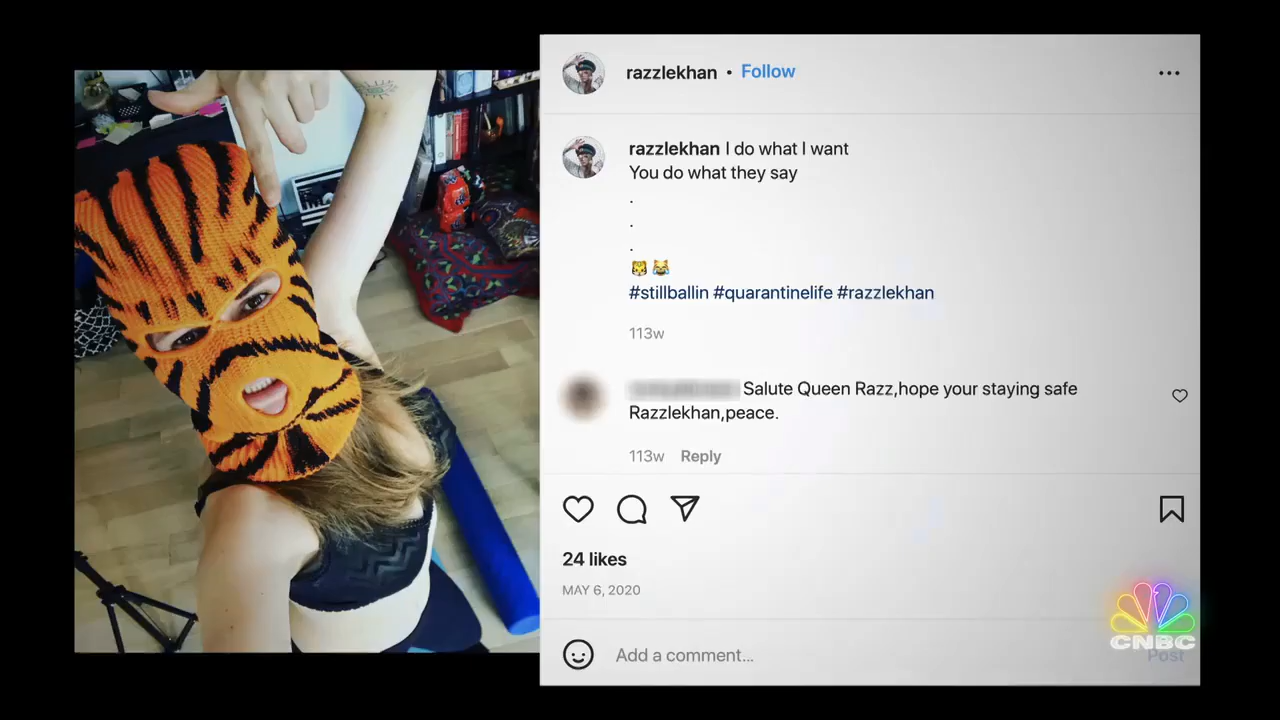 razzlekhan • Follow
razzlekhan I do what I want
You do what they say
.
.
.
#stillballin #quarantinelife #razzlekhan
113w
Salute Queen Razz,hope your staying safe
Razzlekhan,peace.
113w Reply
24 likes
MAY 6, 2020
Add a comment...
Post
CNBC